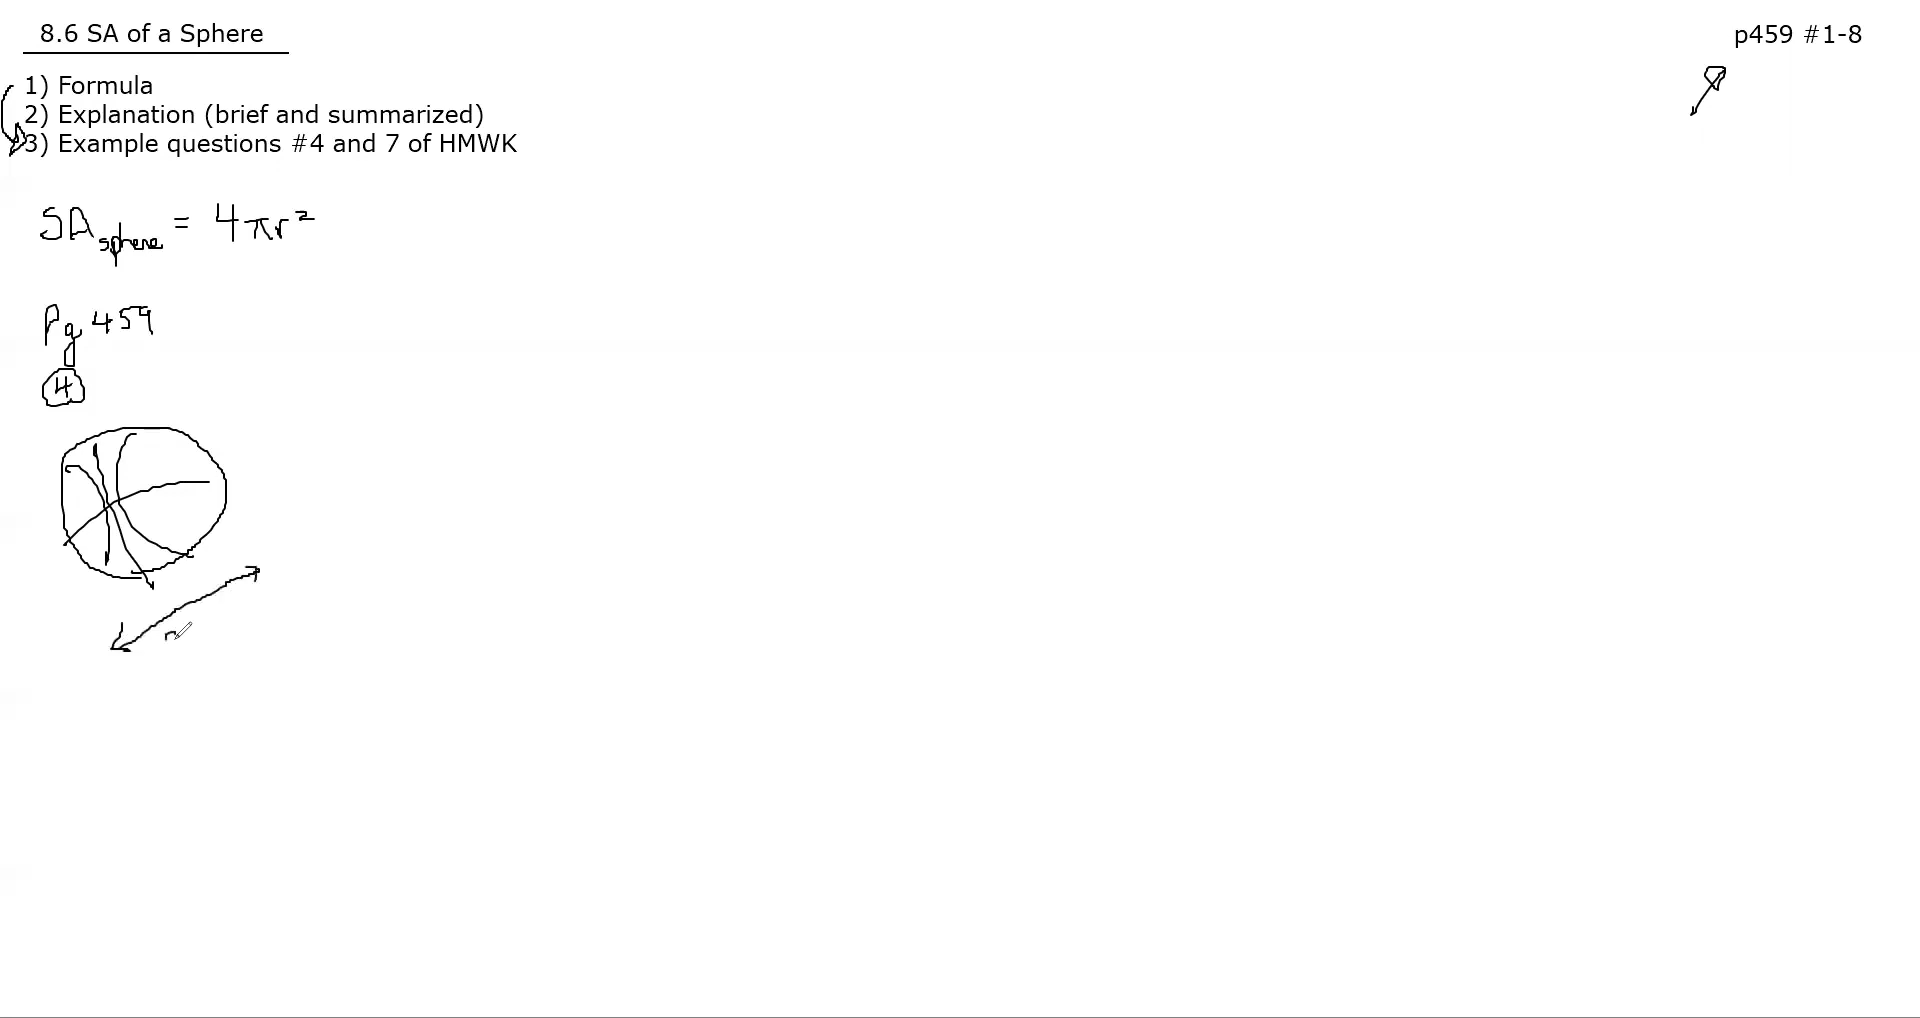 8.6 SA of a Sphere
p459 #1-8
1) Formula
2) Explanation (brief and summarized)
3) Example questions #4 and 7 of HMWK
SA sphere = 4πr²
Pg 459
4